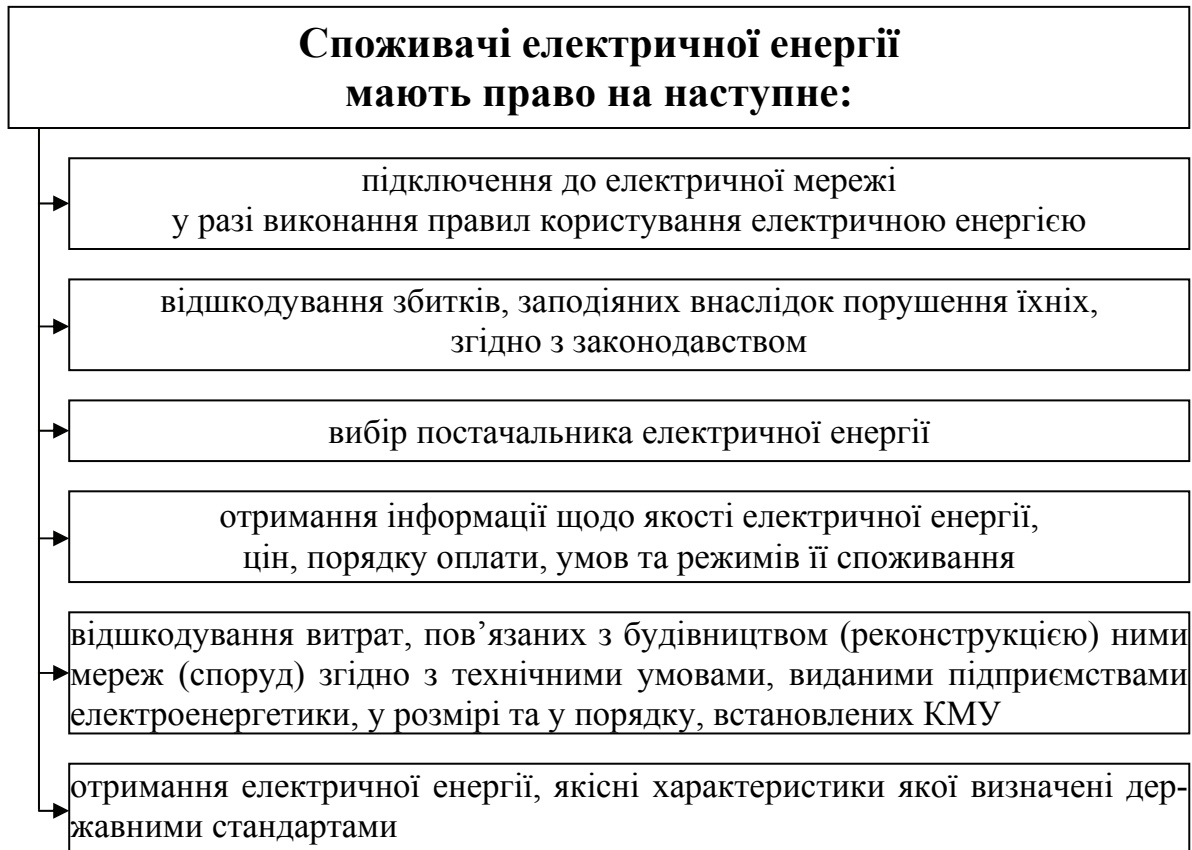 Споживачі електричної енергії
мають право на наступне:
підключення до електричної мережі
у разі виконання правил користування електричною енергією
відшкодування збитків, заподіяних внаслідок порушення їхніх,
згідно з законодавством
вибір постачальника електричної енергії
отримання інформації щодо якості електричної енергії,
цін, порядку оплати, умов та режимів її споживання
відшкодування витрат, пов’язаних з будівництвом (реконструкцією) ними
мереж (споруд) згідно з технічними умовами, виданими підприємствами
електроенергетики, у розмірі та у порядку, встановлених КМУ
отримання електричної енергії, якісні характеристики якої визначені дер-
жавними стандартами